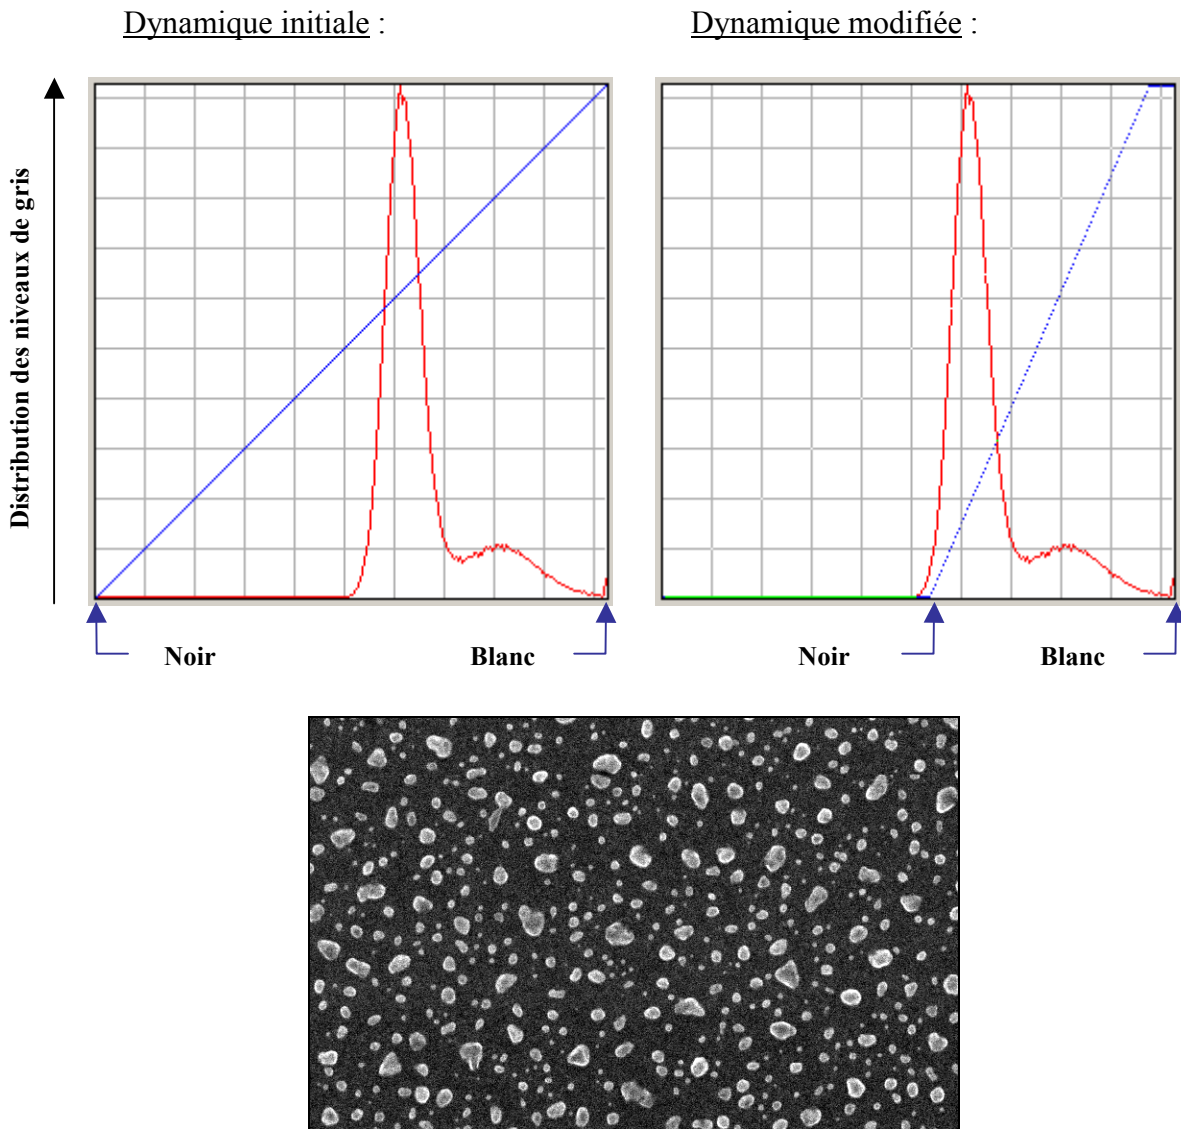 Dynamique initiale :
Dynamique modifiée :
Distribution des niveaux de gris
Noir
Blanc
Noir
Blanc